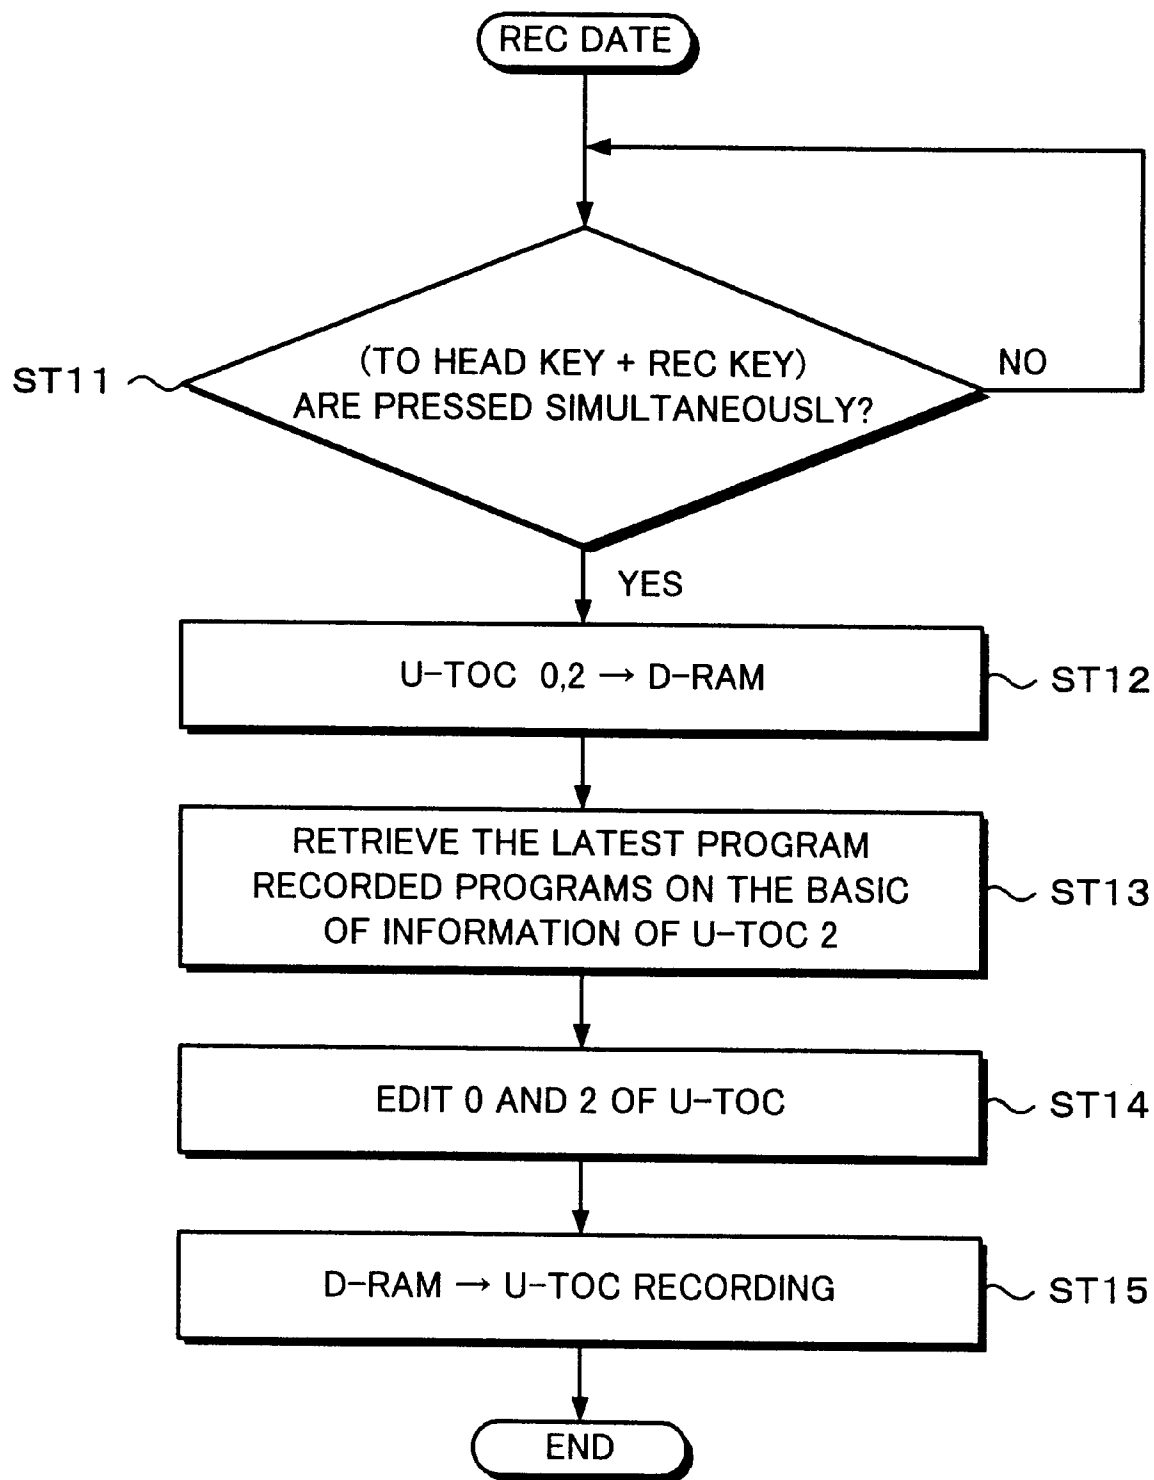 REC DATE
(TO HEAD KEY + REC KEY)
ARE PRESSED SIMULTANEOUSLY?
NO
ST11
YES
U-TOC 0,2 → D-RAM
ST12
RETRIEVE THE LATEST PROGRAM
RECORDED PROGRAMS ON THE BASIC
OF INFORMATION OF U-TOC 2
ST13
EDIT 0 AND 2 OF U-TOC
ST14
D-RAM → U-TOC RECORDING
ST15
END